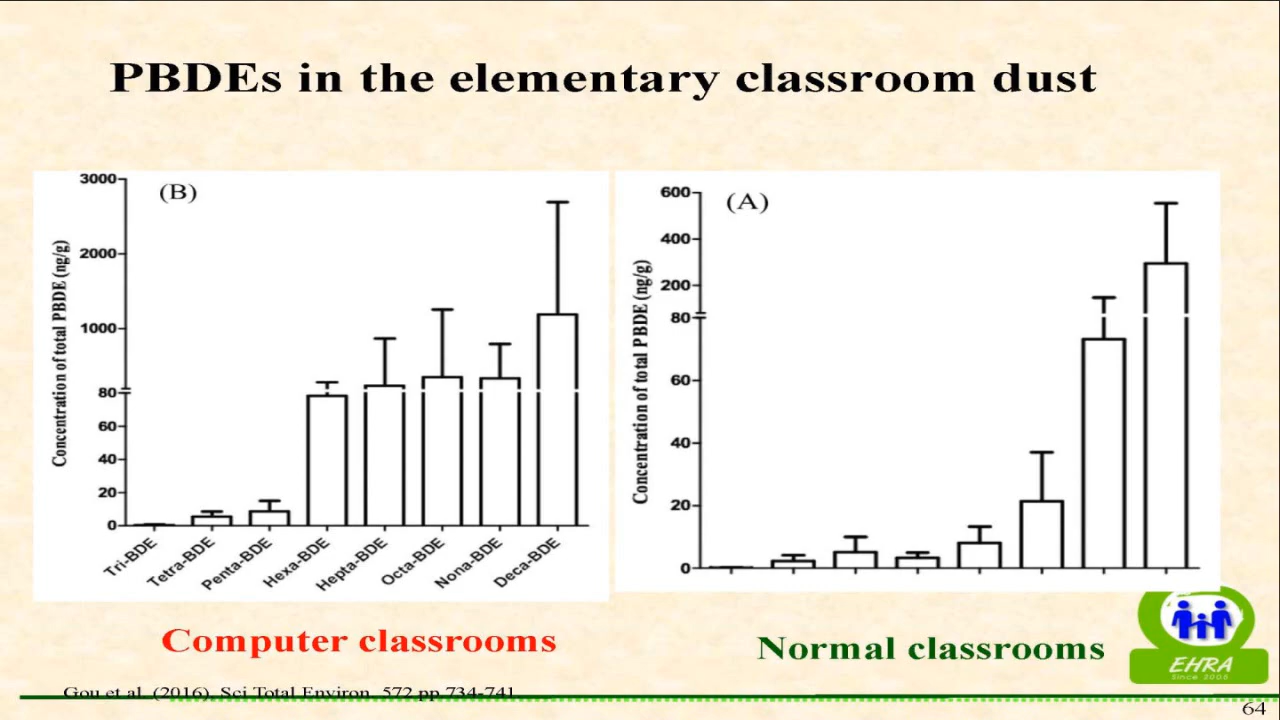 PBDEs in the elementary classroom dust
(B)
Concentration of total PBDE (ng/g)
3000
2000
1000
80
60
40
20
0
Tri-BDE
Tetra-BDE
Penta-BDE
Hexa-BDE
Hepta-BDE
Octa-BDE
Nona-BDE
Deca-BDE
(A)
Concentration of total PBDE (ng/g)
600
400
200
80
60
40
20
0
Computer classrooms
Normal classrooms
EHRA
Since 2005
Gou et al. (2016). Sci Total Environ. 572 pp 734-741
64